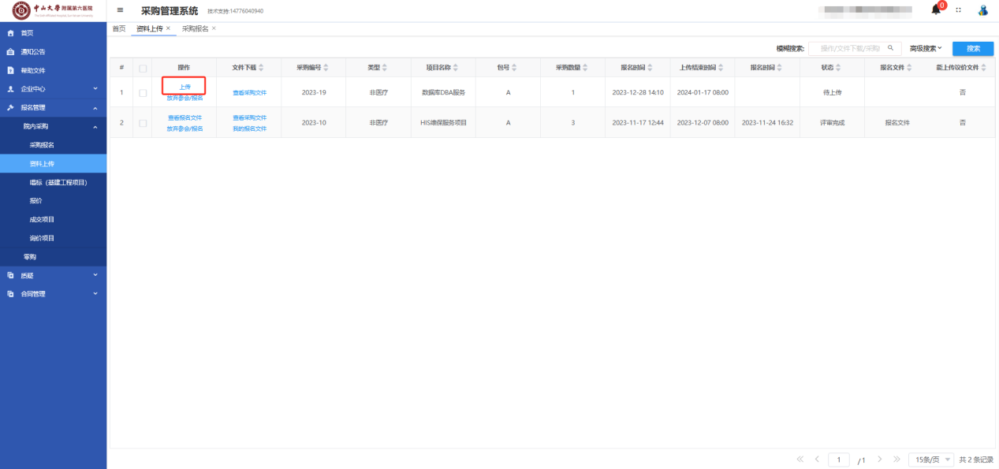 中山大学附属第六医院
采购管理系统 技术支持:14776040940
0
首页 资料上传 × 采购报名 ×
首页
通知公告
帮助文件
企业中心
报名管理
院内采购
采购报名
资料上传
唱标（基建工程项目）
报价
成交项目
询价项目
零购
质疑
合同管理
模糊搜索: 操作/文件下载/采购 高级搜索 搜索
# 操作 文件下载 采购编号 类型 项目名称 包号 采购数量 报名时间 上传结束时间 报名时间 状态 报名文件 能上传议价文件
1 上传 查看采购文件 2023-19 非医疗 数据库DBA服务 A 1 2023-12-28 14:10 2024-01-17 08:00 待上传 否
放弃参会/报名
2 查看报名文件 查看采购文件 2023-10 非医疗 HIS维保服务项目 A 3 2023-11-17 12:44 2023-12-07 08:00 2023-11-24 16:32 评审完成 报名文件 否
放弃参会/报名 我的报名文件
1 /1 15条/页 共 2 条记录